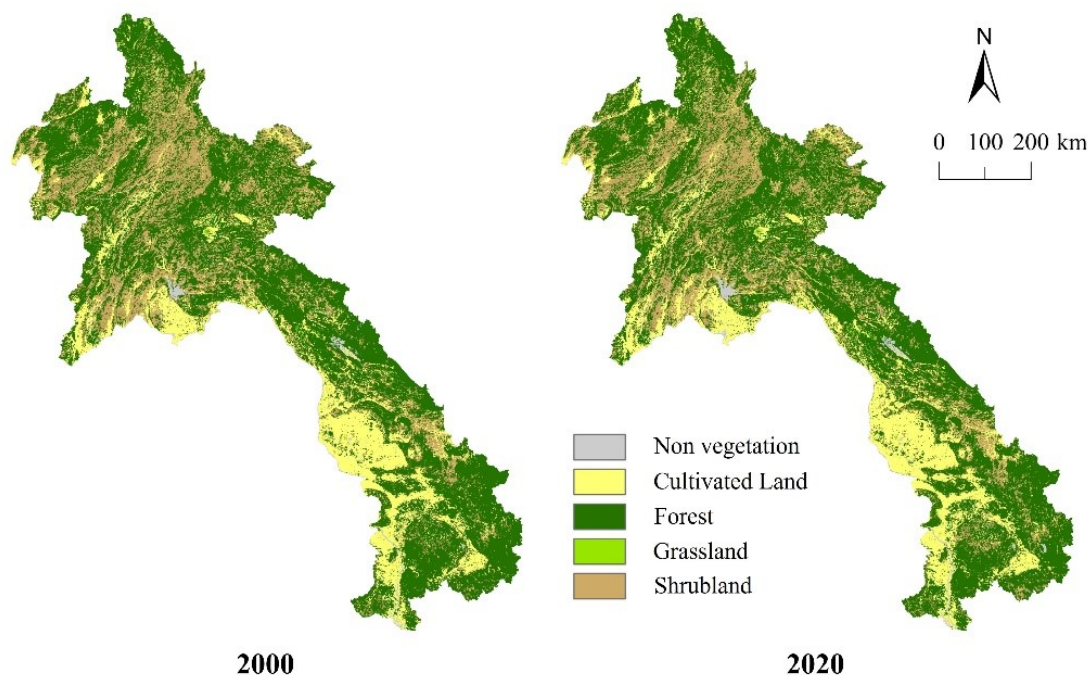 N
0 100 200 km
Non vegetation
Cultivated Land
Forest
Grassland
Shrubland
2000
2020